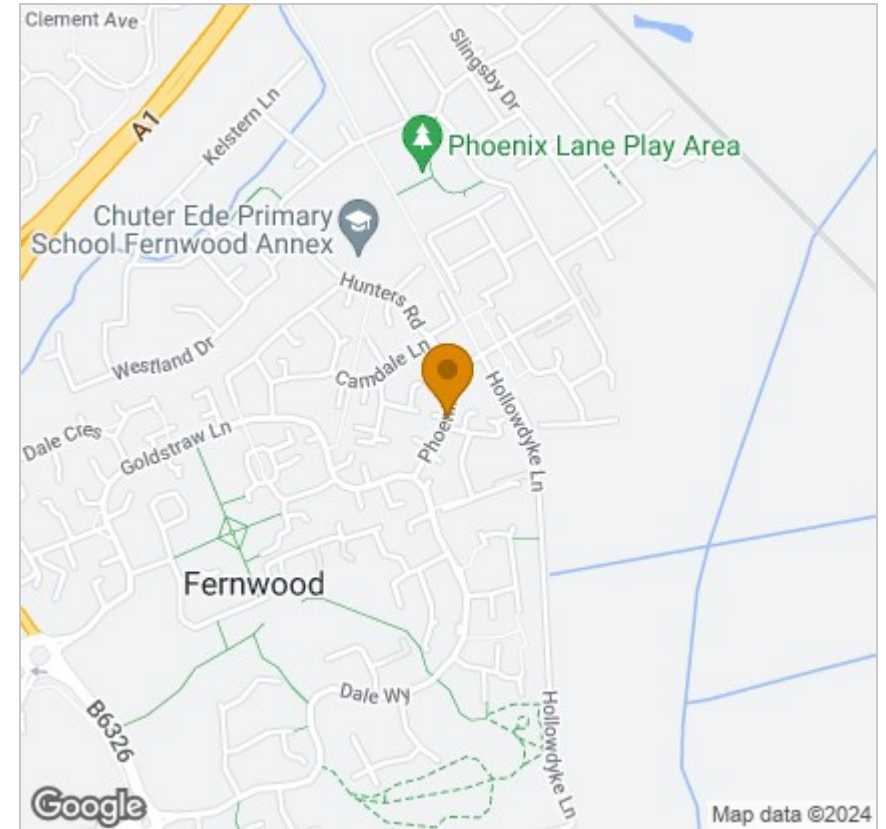 Clement Ave
Slingsby Dr
A1
Kelstern Ln
Phoenix Lane Play Area
Chuter Ede Primary
School Fernwood Annex
Hunters Rd
Westland Dr
Camdale Ln
Hollowdyke Ln
Dale Cres
Goldstraw Ln
Fernwood
Dale Wy
B6326
Hollowdyke Ln
Google
Map data ©2024